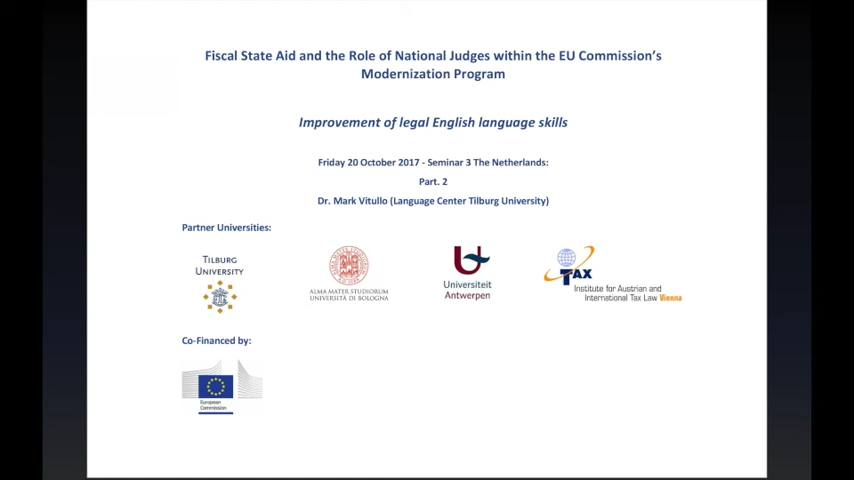 Fiscal State Aid and the Role of National Judges within the EU Commission's
Modernization Program
Improvement of legal English language skills
Friday 20 October 2017 - Seminar 3 The Netherlands:
Part. 2
Dr. Mark Vitullo (Language Center Tilburg University)
Partner Universities:
TILBURG
UNIVERSITY
ALMA MATER STUDIORUM
UNIVERSITÀ DI BOLOGNA
Universiteit
Antwerpen
TAX
Institute for Austrian and
International Tax Law Vienna
Co-Financed by:
European
Commission